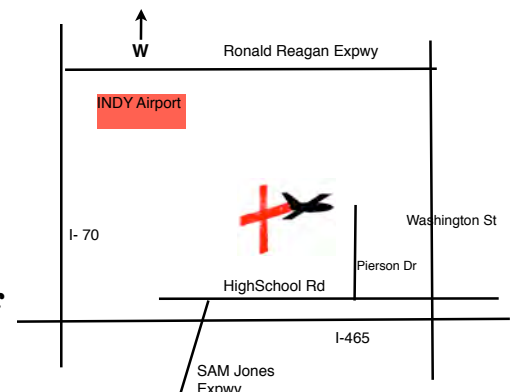 W
Ronald Reagan Expwy
INDY Airport
Washington St
I- 70
Pierson Dr
HighSchool Rd
I-465
SAM Jones
Expwy